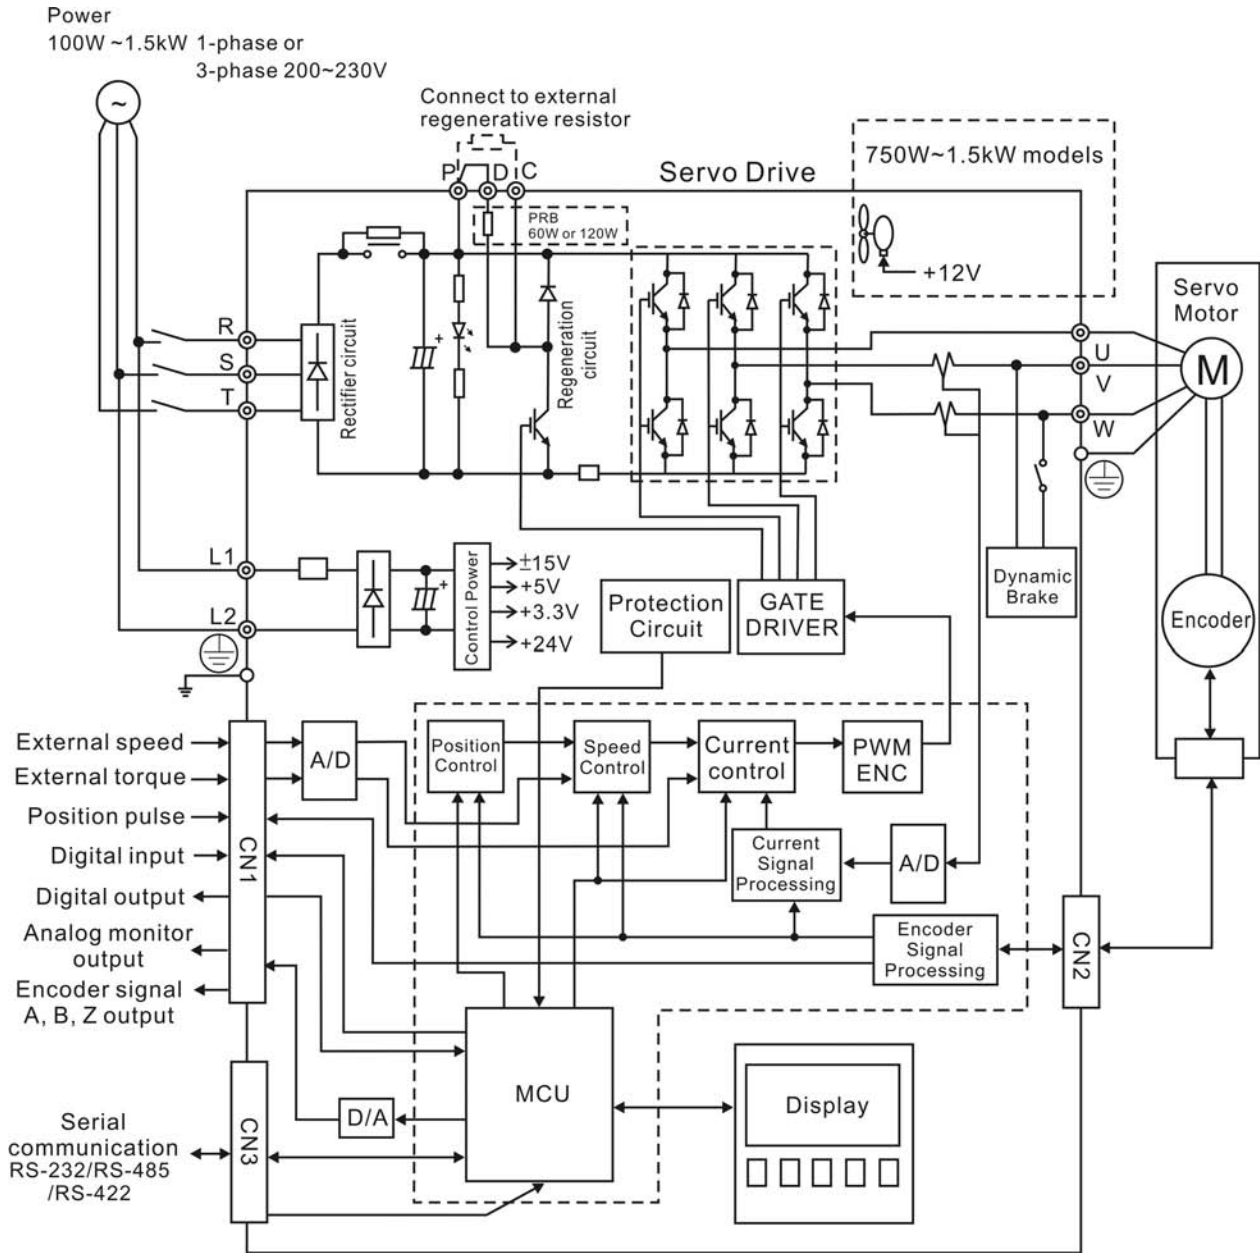 Power
100W ~1.5kW 1-phase or
3-phase 200~230V
~
Connect to external
regenerative resistor
P D C
Servo Drive
750W~1.5kW models
+12V
PRB
60W or 120W
R
S
T
Rectifier circuit
+
Regeneration
circuit
U
V
W
Servo
Motor
M
Encoder
L1
L2
+
Control Power
±15V
+5V
+3.3V
+24V
Protection
Circuit
GATE
DRIVER
Dynamic
Brake
External speed
External torque
Position pulse
Digital input
Digital output
Analog monitor
output
Encoder signal
A, B, Z output
CN1
A/D
Position
Control
Speed
Control
Current
control
PWM
ENC
Current
Signal
Processing
A/D
Encoder
Signal
Processing
CN2
MCU
D/A
Display
Serial
communication
RS-232/RS-485
/RS-422
CN3